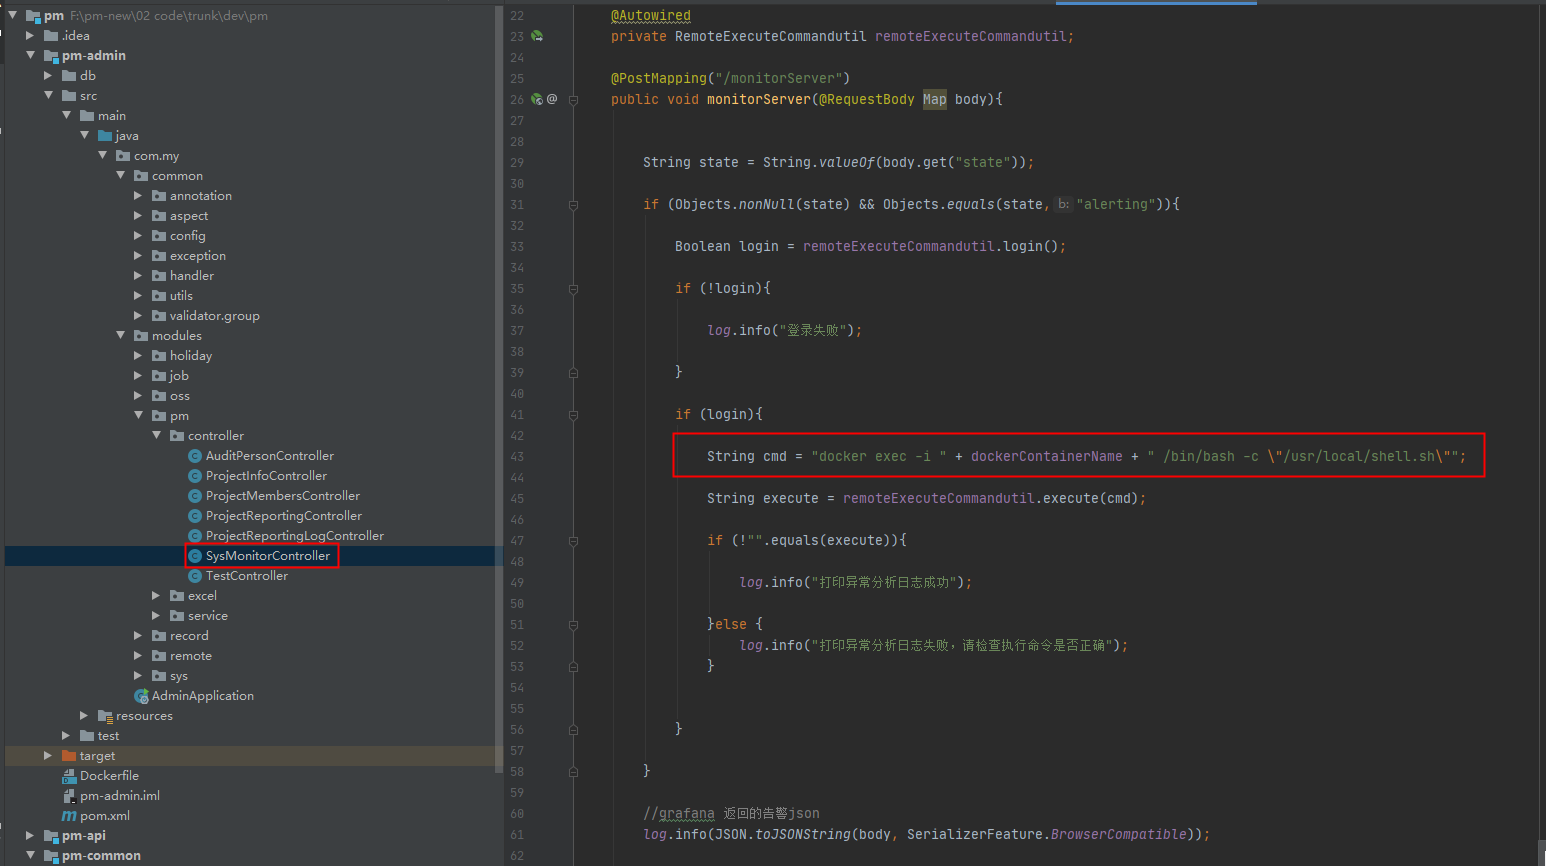 pm F:\pm-new\02 code\trunk\dev\pm
.idea
pm-admin
db
src
main
java
com.my
common
annotation
aspect
config
exception
handler
utils
validator.group
modules
holiday
job
oss
pm
controller
AuditPersonController
ProjectInfoController
ProjectMembersController
ProjectReportingController
ProjectReportingLogController
SysMonitorController
TestController
excel
service
record
remote
sys
AdminApplication
resources
test
target
Dockerfile
pm-admin.iml
pom.xml
pm-api
pm-common
22 @Autowired
23 private RemoteExecuteCommandutil remoteExecuteCommandutil;
24
25 @PostMapping("/monitorServer")
26 @ public void monitorServer(@RequestBody Map body){
27
28
29 String state = String.valueOf(body.get("state"));
30
31 if (Objects.nonNull(state) && Objects.equals(state, b: "alerting")){
32
33 Boolean login = remoteExecuteCommandutil.login();
34
35 if (!login){
36
37 log.info("登录失败");
38
39 }
40
41 if (login){
42
43 String cmd = "docker exec -i " + dockerContainerName + " /bin/bash -c \"/usr/local/shell.sh\"";
44
45 String execute = remoteExecuteCommandutil.execute(cmd);
46
47 if (!"".equals(execute)){
48
49 log.info("打印异常分析日志成功");
50
51 }else {
52 log.info("打印异常分析日志失败，请检查执行命令是否正确");
53 }
54
55
56 }
57
58 }
59
60 //grafana 返回的告警json
61 log.info(JSON.toJSONString(body, SerializerFeature.BrowserCompatible));
62